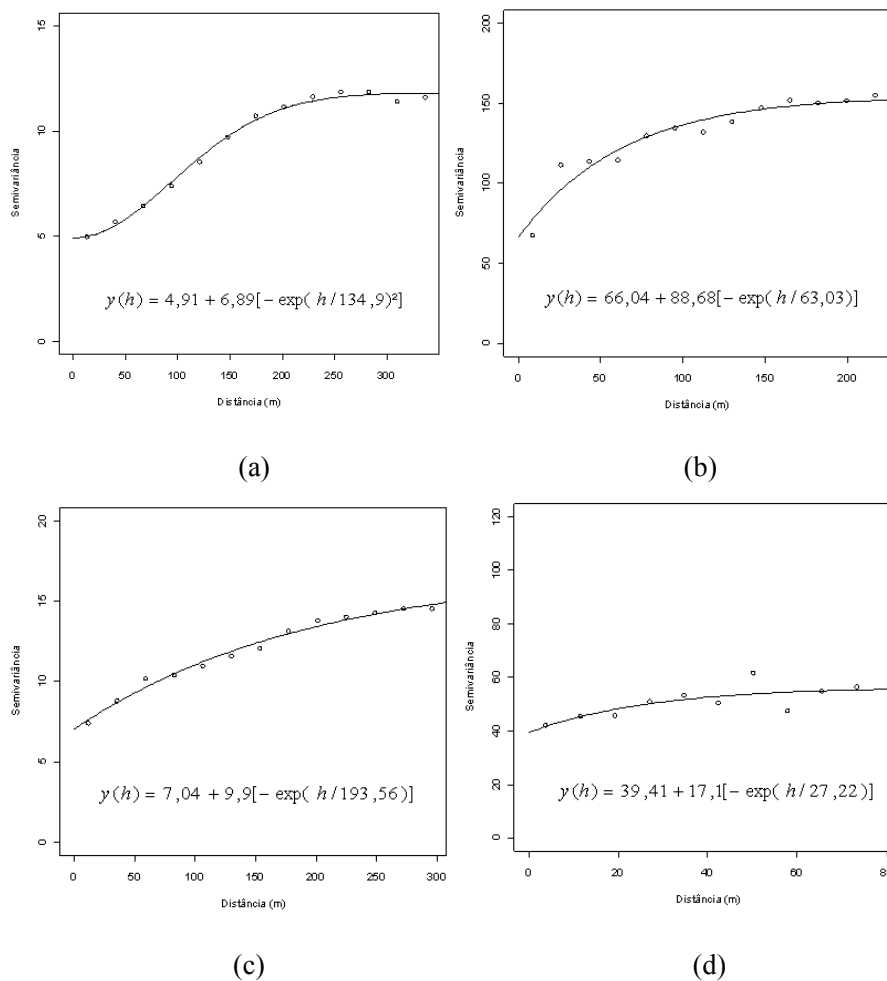 15
10
5
0
Semivariância
y(h) = 4,91 + 6,89[− exp( h/134 ,9)²]
0 50 100 150 200 250 300
Distância (m)
(a)
200
150
100
50
0
Semivariância
y(h) = 66,04 + 88,68[− exp( h/63,03)]
0 50 100 150 200
Distância (m)
(b)
20
15
10
5
0
Semivariância
y(h) = 7,04 + 9,9[− exp( h/193,56)]
0 50 100 150 200 250 300
Distância (m)
(c)
120
100
80
60
40
20
0
Semivariância
y(h) = 39,41 + 17,1[− exp( h/27,22)]
0 20 40 60
Distância (m)
(d)